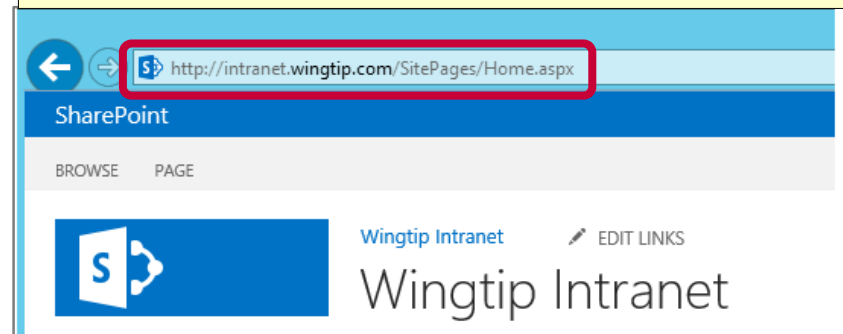 http://intranet.wingtip.com/SitePages/Home.aspx
SharePoint
BROWSE PAGE
Wingtip Intranet EDIT LINKS
S
Wingtip Intranet